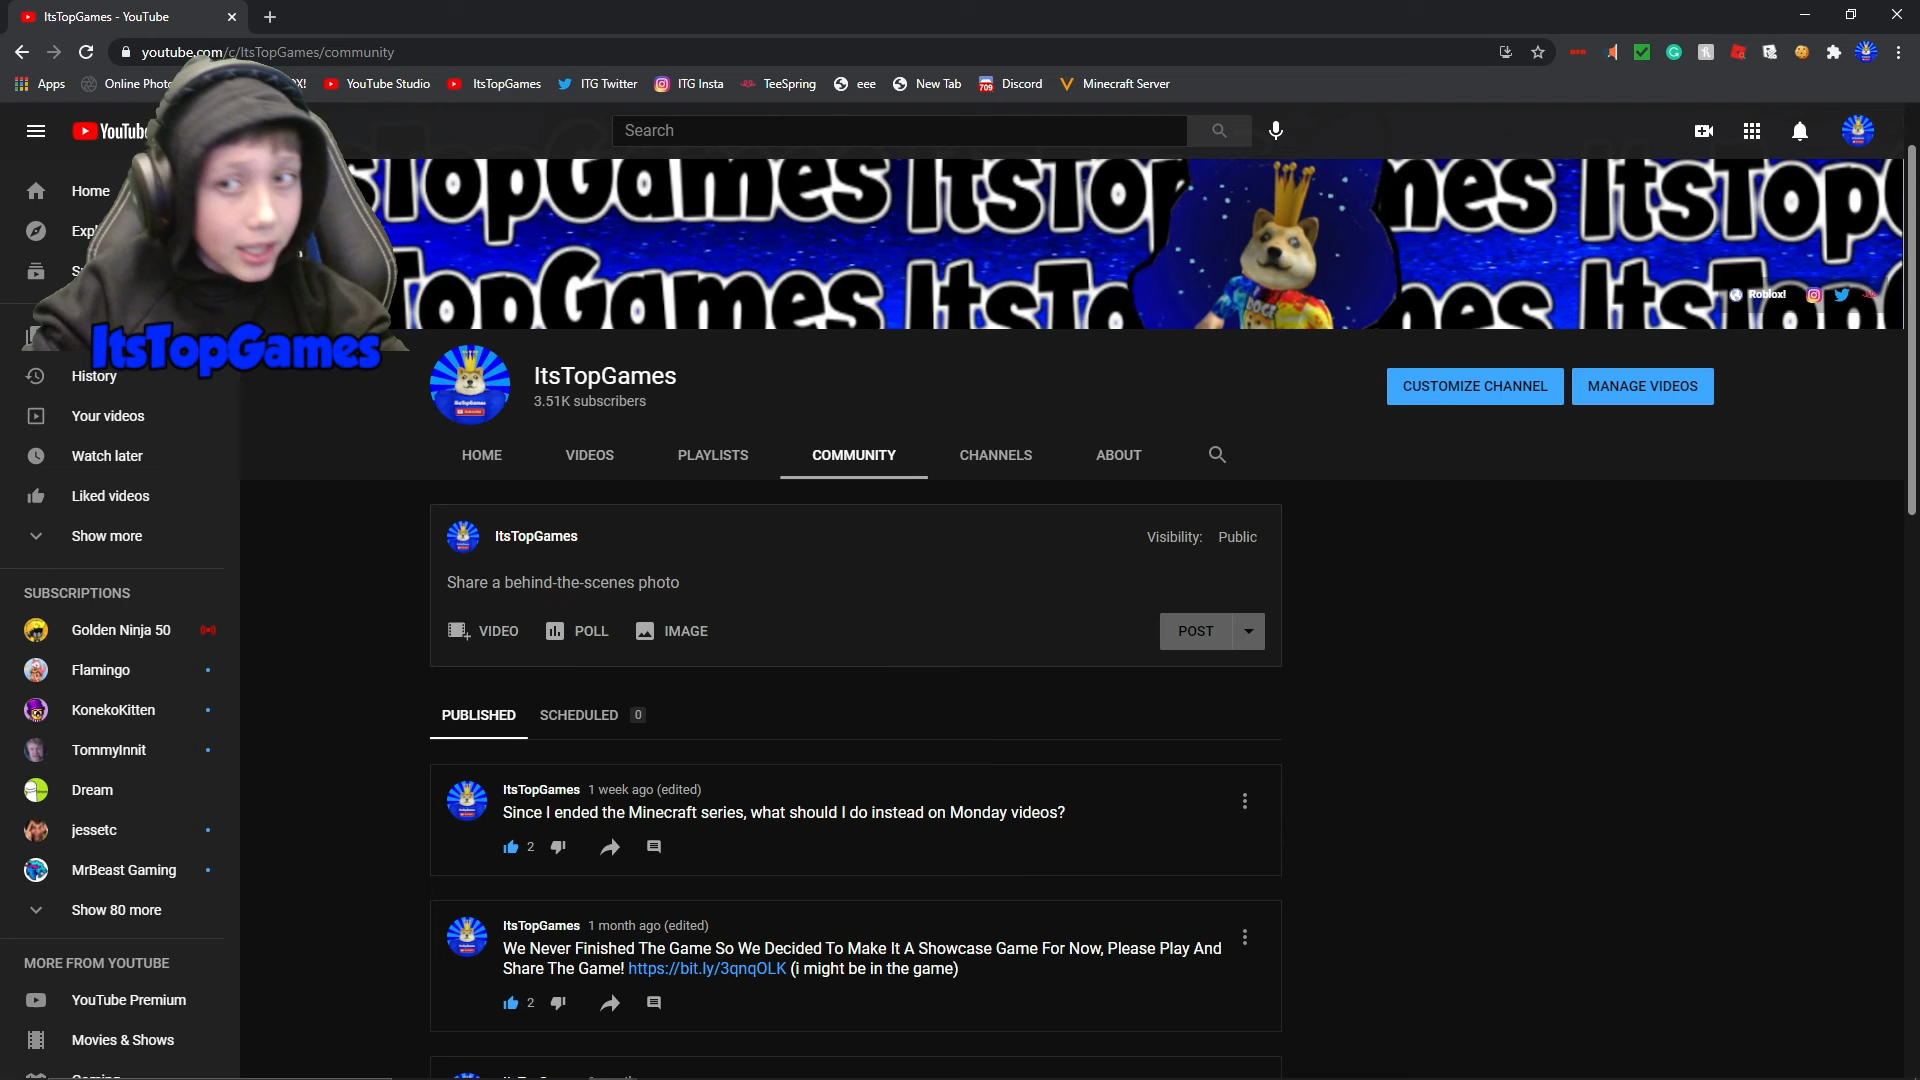 ItsTopGames - YouTube
youtube.com/c/ItsTopGames/community
Apps
YouTube Studio
ItsTopGames
ITG Twitter
ITG Insta
TeeSpring
eee
New Tab
709
Discord
Minecraft Server
Search
Home
ItsTopGames
Roblox!
History
Your videos
Watch later
Liked videos
Show more
ItsTopGames
3.51K subscribers
CUSTOMIZE CHANNEL
MANAGE VIDEOS
HOME
VIDEOS
PLAYLISTS
COMMUNITY
CHANNELS
ABOUT
ItsTopGames
Visibility: Public
Share a behind-the-scenes photo
VIDEO
POLL
IMAGE
POST
SUBSCRIPTIONS
Golden Ninja 50
Flamingo
KonekoKitten
TommyInnit
Dream
jessetc
MrBeast Gaming
Show 80 more
MORE FROM YOUTUBE
YouTube Premium
Movies & Shows
PUBLISHED
SCHEDULED 0
ItsTopGames 1 week ago (edited)
Since I ended the Minecraft series, what should I do instead on Monday videos?
2
ItsTopGames 1 month ago (edited)
We Never Finished The Game So We Decided To Make It A Showcase Game For Now, Please Play And
Share The Game! https://bit.ly/3qnqOLK (i might be in the game)
2